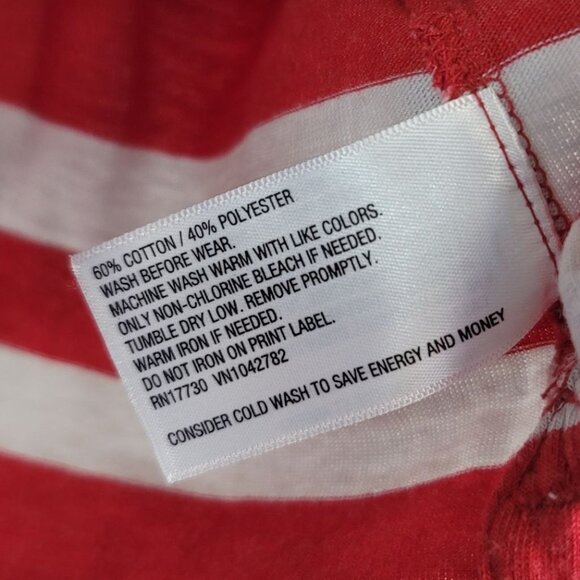 60% COTTON / 40% POLYESTER
WASH BEFORE WEAR.
MACHINE WASH WARM WITH LIKE COLORS.
ONLY NON-CHLORINE BLEACH IF NEEDED.
TUMBLE DRY LOW. REMOVE PROMPTLY.
WARM IRON IF NEEDED.
DO NOT IRON ON PRINT LABEL.
RN17730 VN1042782
CONSIDER COLD WASH TO SAVE ENERGY AND MONEY